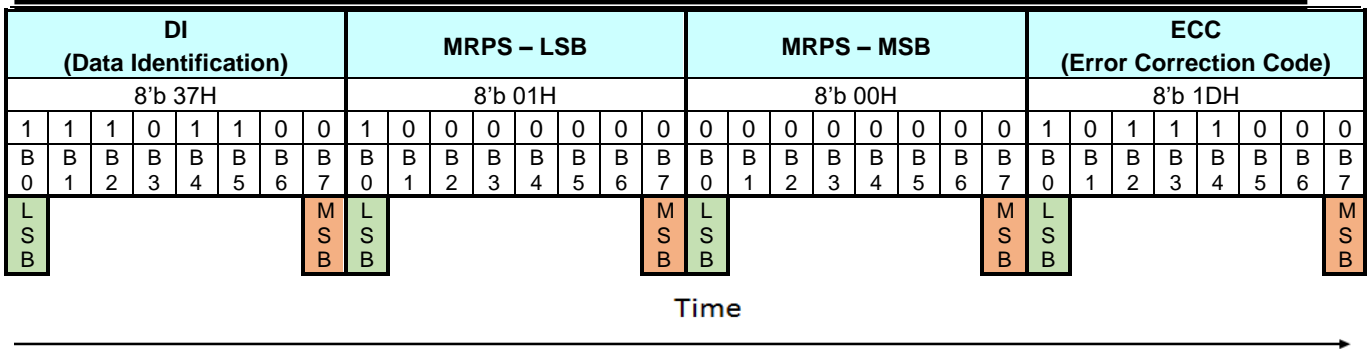 DI (Data Identification) MRPS – LSB MRPS – MSB ECC (Error Correction Code)
8'b 37H 8'b 01H 8'b 00H 8'b 1DH
1 1 1 0 1 1 0 0 1 0 0 0 0 0 0 0 0 0 0 0 0 0 0 0 1 0 1 1 1 0 0 0
B0 B1 B2 B3 B4 B5 B6 B7 B0 B1 B2 B3 B4 B5 B6 B7 B0 B1 B2 B3 B4 B5 B6 B7 B0 B1 B2 B3 B4 B5 B6 B7
LSB MSB LSB MSB LSB MSB LSB MSB
Time